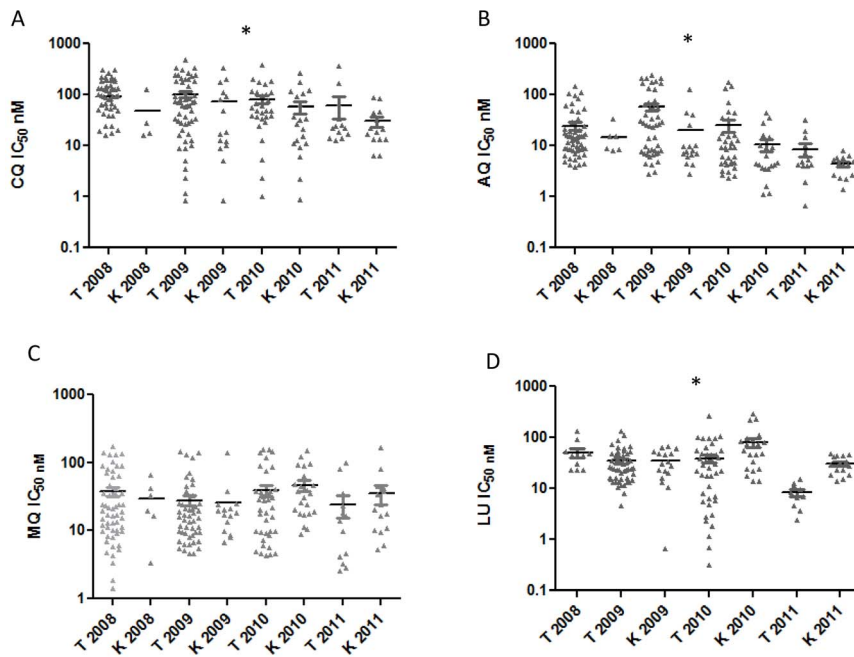 A
*
1000
100
10
1
0.1
CQ IC50 nM
T 2008
K 2008
T 2009
K 2009
T 2010
K 2010
T 2011
K 2011
B
*
1000
100
10
1
0.1
AQ IC50 nM
T 2008
K 2008
T 2009
K 2009
T 2010
K 2010
T 2011
K 2011
C
1000
100
10
1
MQ IC50 nM
T 2008
K 2008
T 2009
K 2009
T 2010
K 2010
T 2011
K 2011
D
*
1000
100
10
1
0.1
LU IC50 nM
T 2008
T 2009
K 2009
T 2010
K 2010
T 2011
K 2011